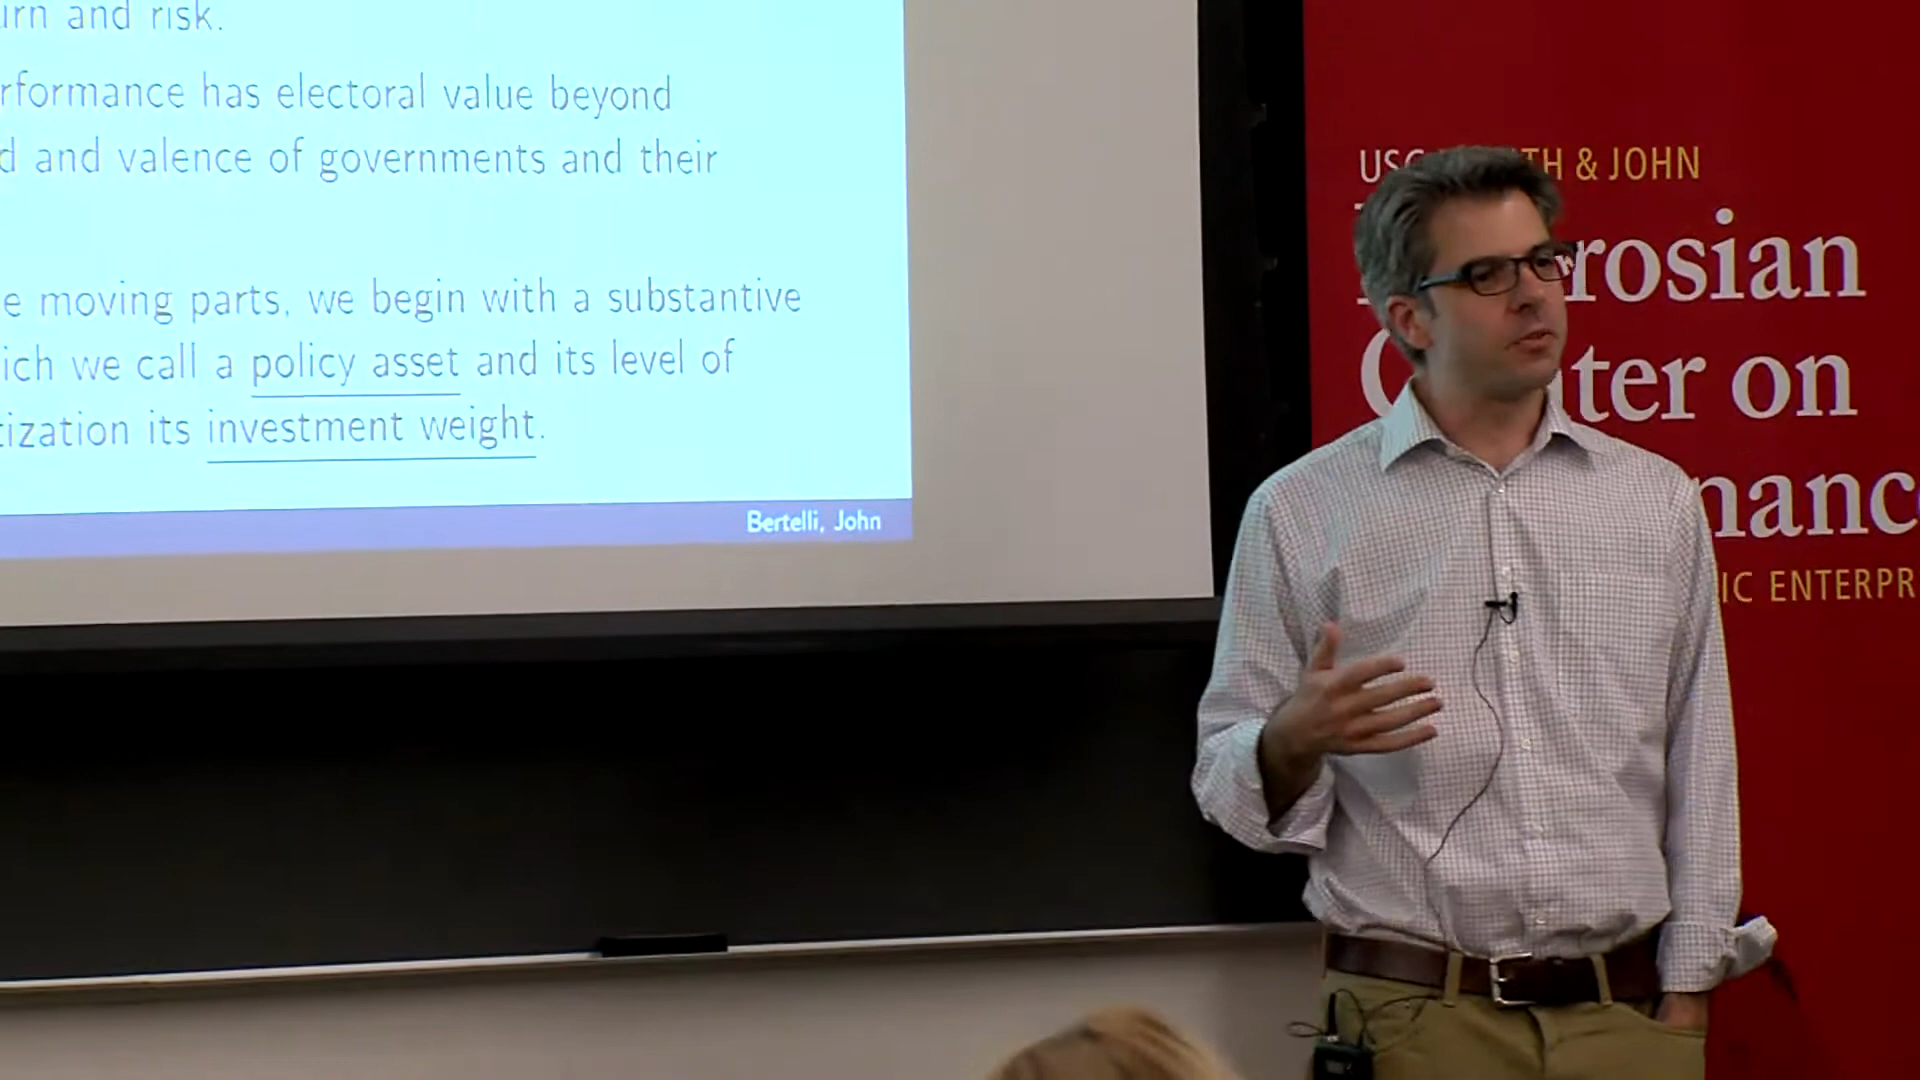 urn and risk.
rformance has electoral value beyond
d and valence of governments and their
e moving parts, we begin with a substantive
ich we call a policy asset and its level of
tization its investment weight.
Bertelli, John
USC TH & JOHN
rosian
C ter on
nanc
IC ENTERPR